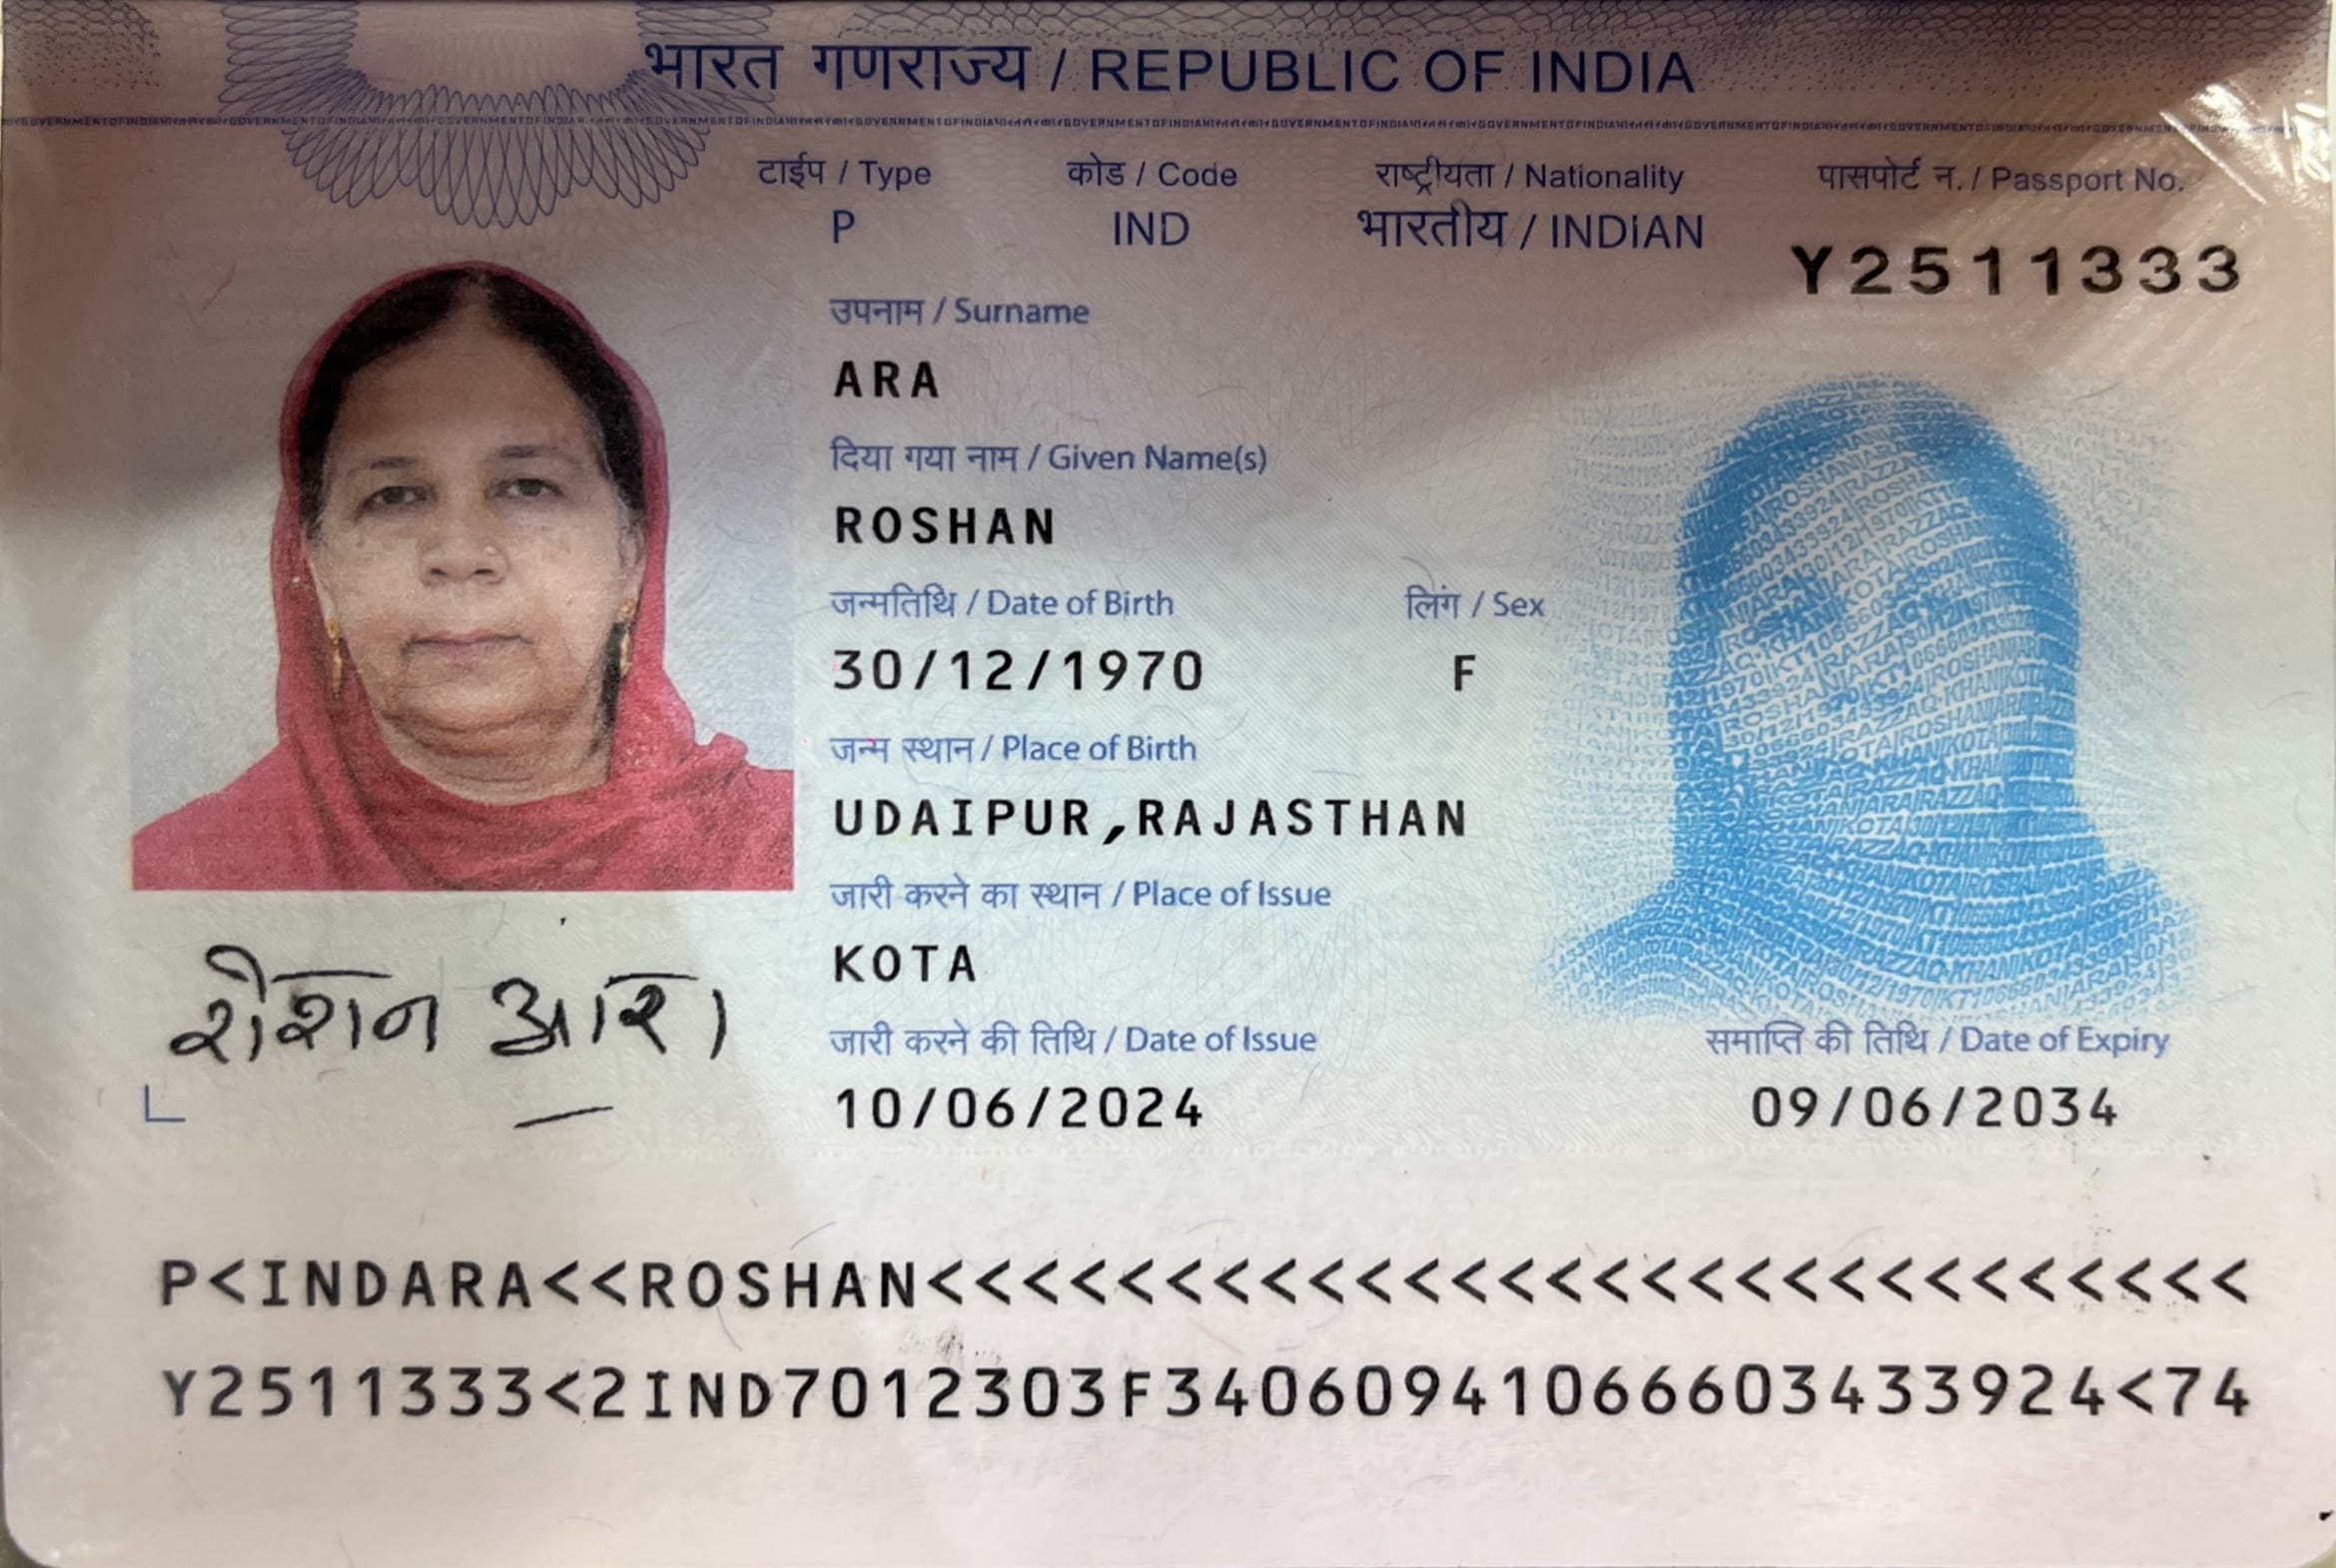 भारत गणराज्य / REPUBLIC OF INDIA
टाईप / Type कोड / Code राष्ट्रीयता / Nationality पासपोर्ट न. / Passport No.
P IND भारतीय / INDIAN Y2511333
उपनाम / Surname
ARA
दिया गया नाम / Given Name(s)
ROSHAN
जन्मतिथि / Date of Birth लिंग / Sex
30/12/1970 F
जन्म स्थान / Place of Birth
UDAIPUR,RAJASTHAN
जारी करने का स्थान / Place of Issue
KOTA
रोशन आरा
जारी करने की तिथि / Date of Issue समाप्ति की तिथि / Date of Expiry
10/06/2024 09/06/2034
P<INDARA<<ROSHAN<<<<<<<<<<<<<<<<<<<<<<<<<<<<
Y2511333<2IND7012303F34060941066603433924<74